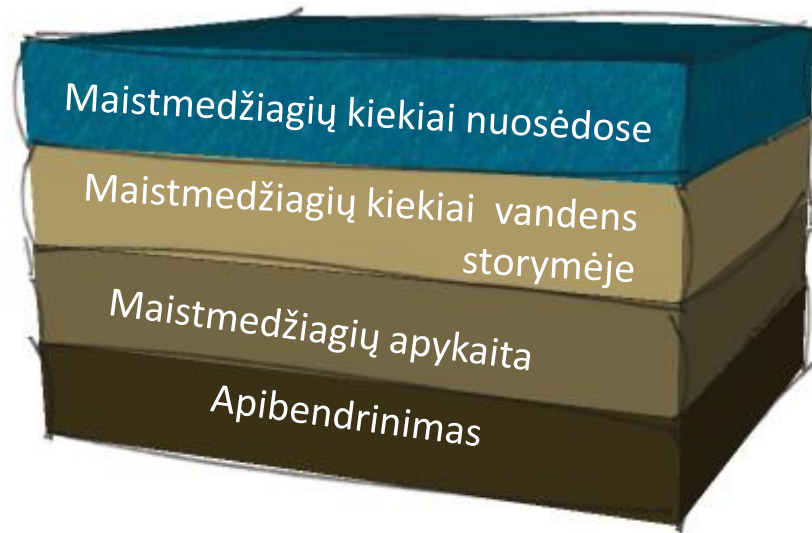 Maistmedžiagių kiekiai nuosėdose
Maistmedžiagių kiekiai vandens
storymėje
Maistmedžiagių apykaita
Apibendrinimas